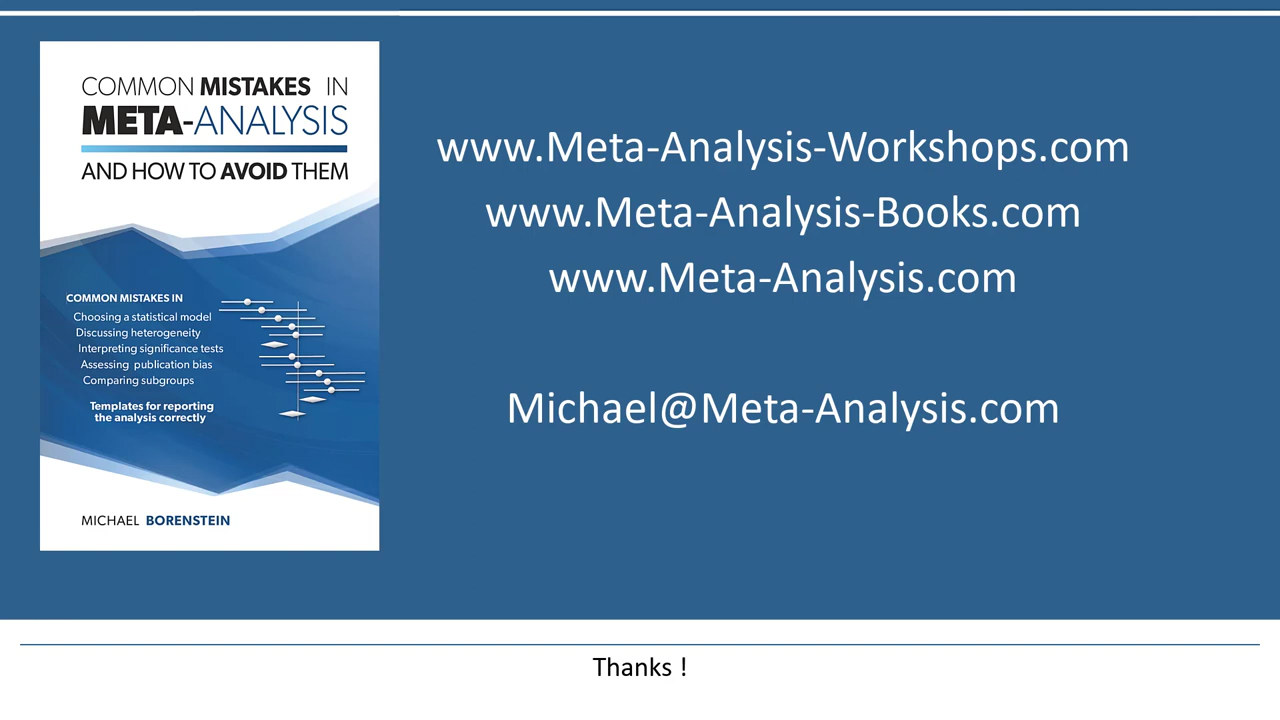 COMMON MISTAKES IN
META-ANALYSIS
AND HOW TO AVOID THEM
COMMON MISTAKES IN
Choosing a statistical model
Discussing heterogeneity
Interpreting significance tests
Assessing publication bias
Comparing subgroups
Templates for reporting
the analysis correctly
MICHAEL BORENSTEIN
www.Meta-Analysis-Workshops.com
www.Meta-Analysis-Books.com
www.Meta-Analysis.com
Michael@Meta-Analysis.com
Thanks !